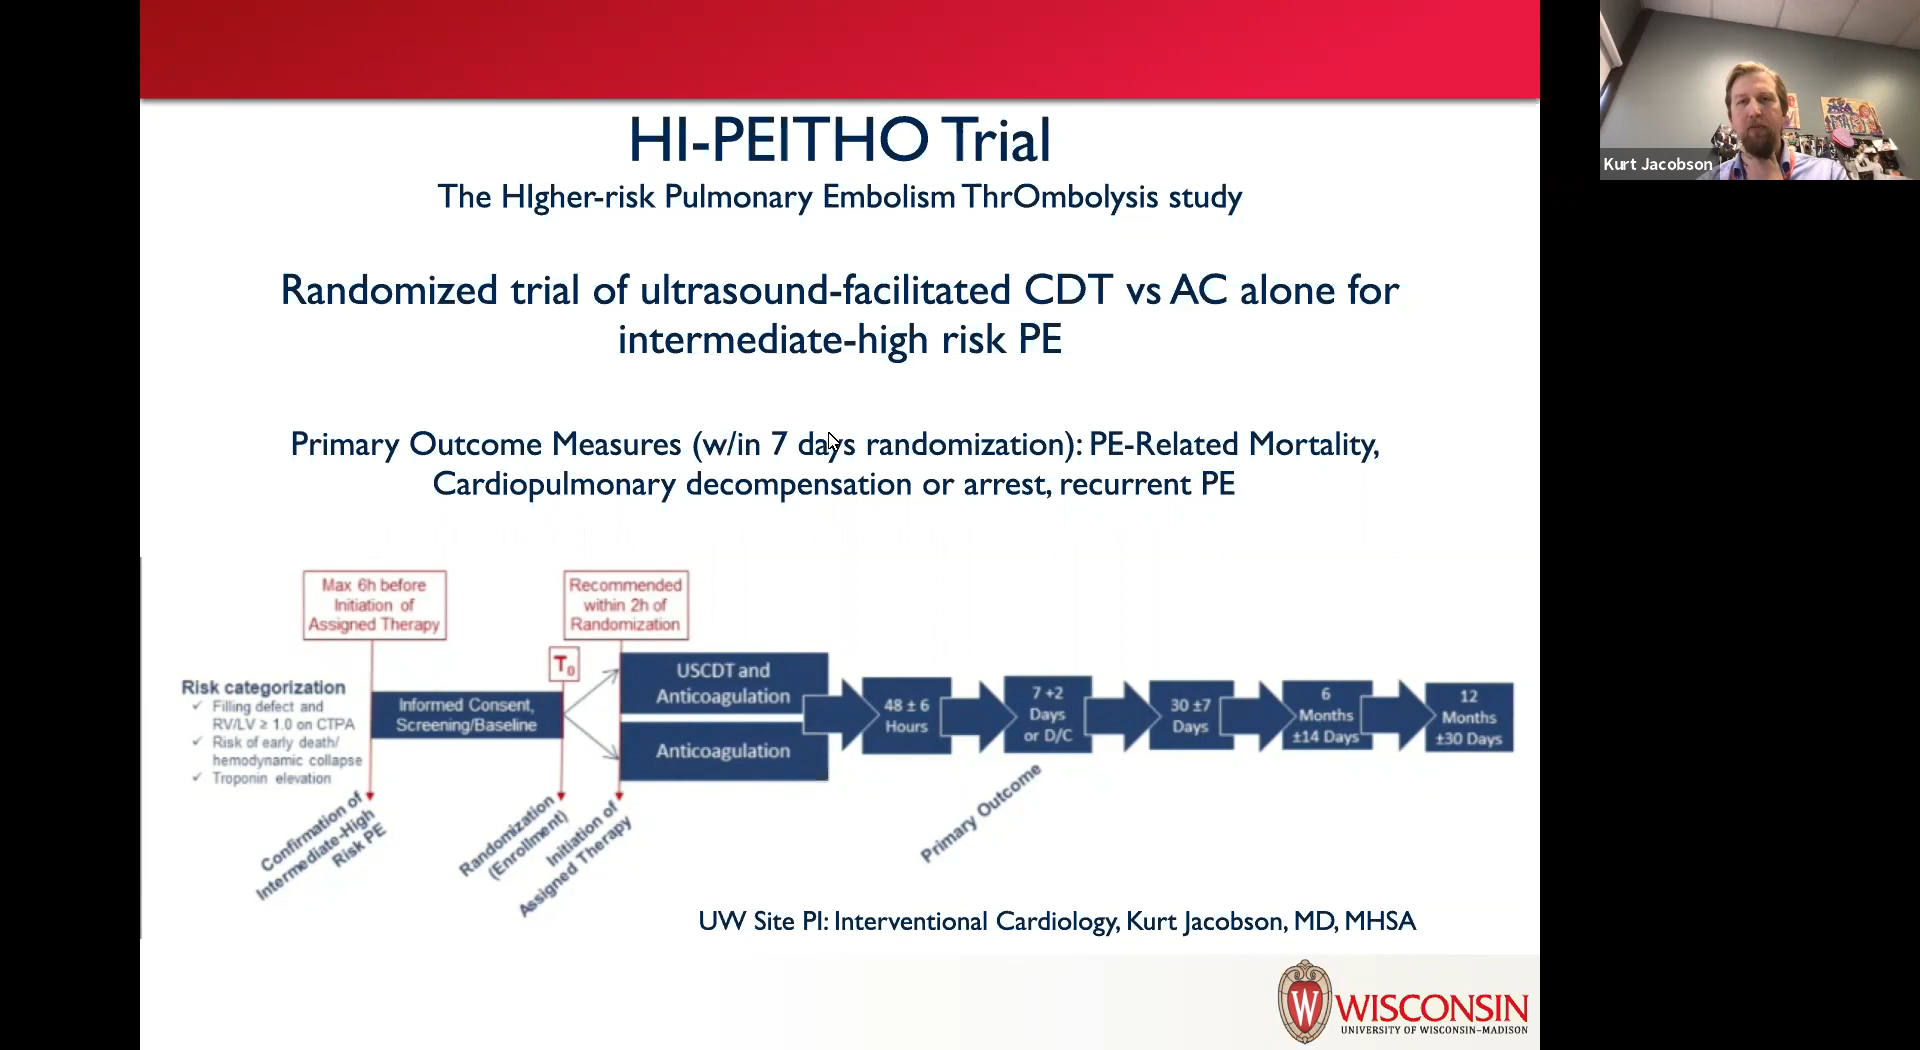 HI-PEITHO Trial
The HIgher-risk Pulmonary Embolism ThrOmbolysis study
Randomized trial of ultrasound-facilitated CDT vs AC alone for
intermediate-high risk PE
Primary Outcome Measures (w/in 7 days randomization): PE-Related Mortality,
Cardiopulmonary decompensation or arrest, recurrent PE
Max 6h before
Initiation of
Assigned Therapy
Recommended
within 2h of
Randomization
T0
Risk categorization
✓ Filling defect and
RV/LV ≥ 1.0 on CTPA
✓ Risk of early death/
hemodynamic collapse
✓ Troponin elevation
Informed Consent,
Screening/Baseline
USCDT and
Anticoagulation
Anticoagulation
48 ± 6
Hours
7 +2
Days
or D/C
30 ±7
Days
6
Months
±14 Days
12
Months
±30 Days
Confirmation of
Intermediate-High
Risk PE
Randomization
(Enrollment)
Initiation of
Assigned Therapy
Primary Outcome
UW Site PI: Interventional Cardiology, Kurt Jacobson, MD, MHSA
W
WISCONSIN
UNIVERSITY OF WISCONSIN–MADISON
Kurt Jacobson